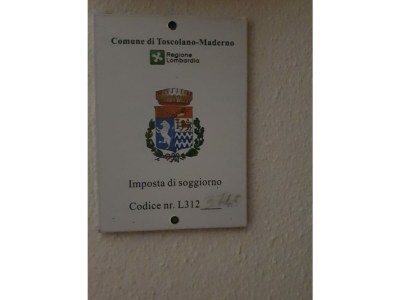 Comune di Toscolano-Maderno
Regione
Lombardia
Imposta di soggiorno
Codice nr. L312